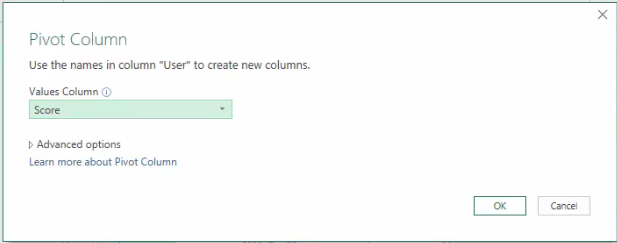 Pivot Column
Use the names in column "User" to create new columns.
Values Column
Score
Advanced options
Learn more about Pivot Column
OK Cancel